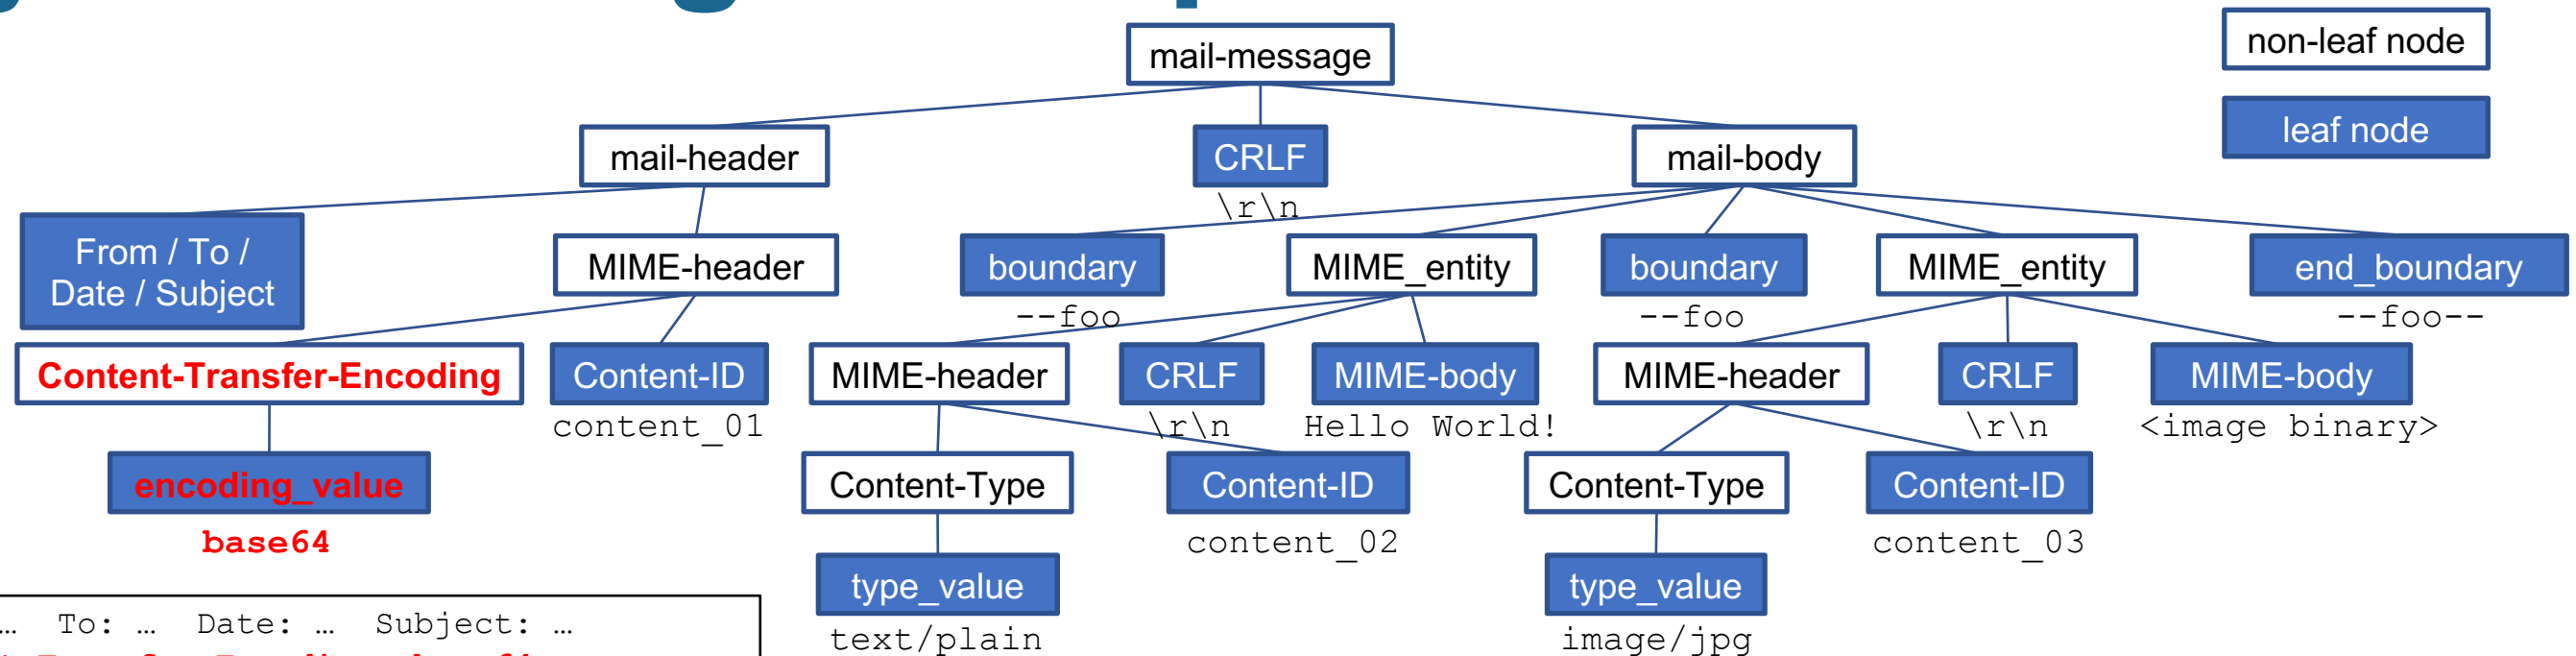 mail-message
non-leaf node
leaf node
mail-header
CRLF
mail-body
\r\n
From / To /
Date / Subject
MIME-header
boundary
MIME_entity
boundary
MIME_entity
end_boundary
--foo
--foo
--foo--
Content-Transfer-Encoding
Content-ID
MIME-header
CRLF
MIME-body
MIME-header
CRLF
MIME-body
content_01
\r\n
Hello World!
\r\n
<image binary>
encoding_value
Content-Type
Content-ID
Content-Type
Content-ID
base64
content_02
content_03
type_value
type_value
… To: … Date: … Subject: …
text/plain
image/jpg